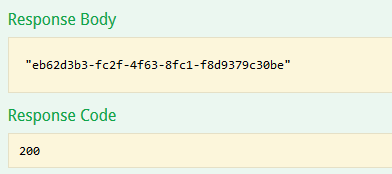 Response Body
"eb62d3b3-fc2f-4f63-8fc1-f8d9379c30be"
Response Code
200